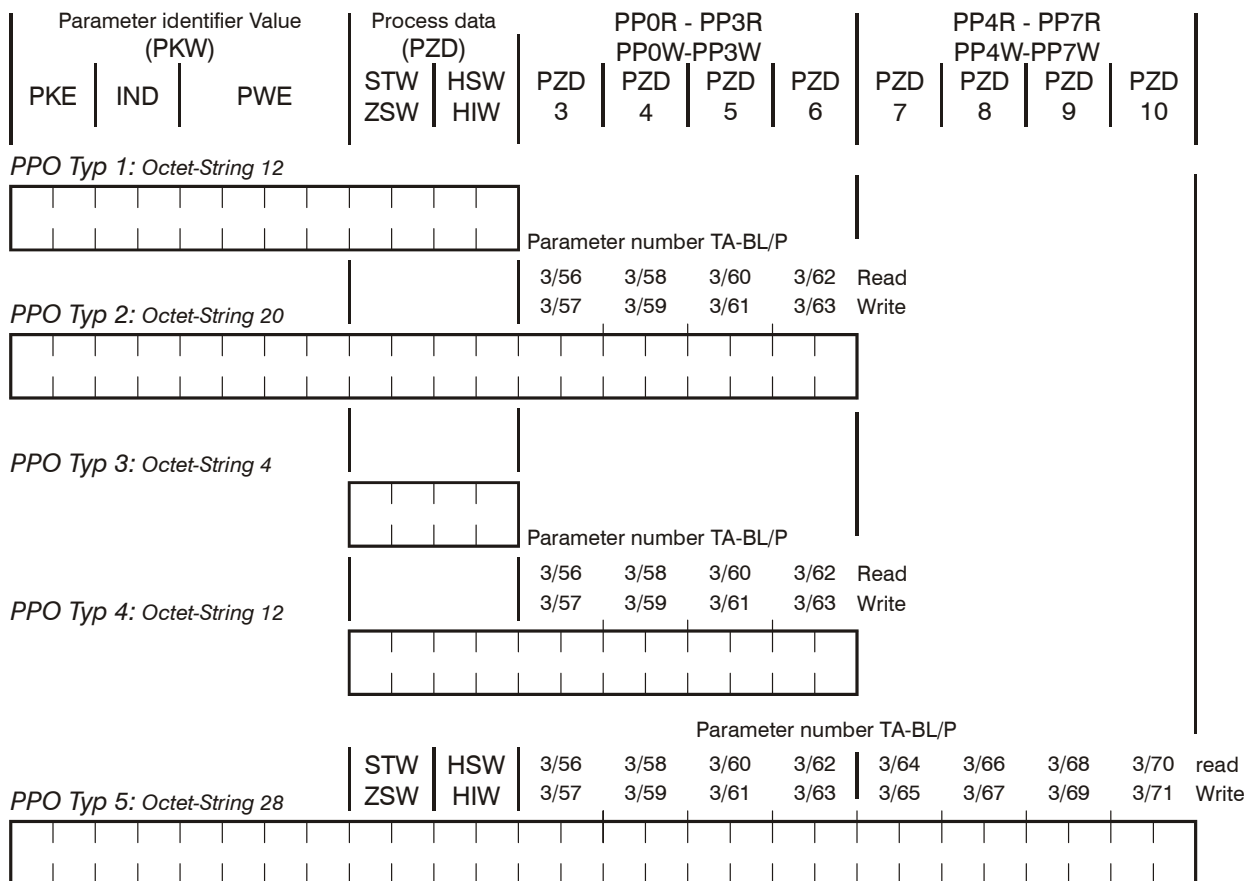 Parameter identifier Value Process data PP0R - PP3R PP4R - PP7R
(PKW) (PZD) PP0W-PP3W PP4W-PP7W
PKE IND PWE STW HSW PZD PZD PZD PZD PZD PZD PZD PZD
ZSW HIW 3 4 5 6 7 8 9 10
PPO Typ 1: Octet-String 12
Parameter number TA-BL/P
3/56 3/58 3/60 3/62 Read
3/57 3/59 3/61 3/63 Write
PPO Typ 2: Octet-String 20
PPO Typ 3: Octet-String 4
Parameter number TA-BL/P
3/56 3/58 3/60 3/62 Read
3/57 3/59 3/61 3/63 Write
PPO Typ 4: Octet-String 12
Parameter number TA-BL/P
STW HSW 3/56 3/58 3/60 3/62 3/64 3/66 3/68 3/70 read
ZSW HIW 3/57 3/59 3/61 3/63 3/65 3/67 3/69 3/71 Write
PPO Typ 5: Octet-String 28